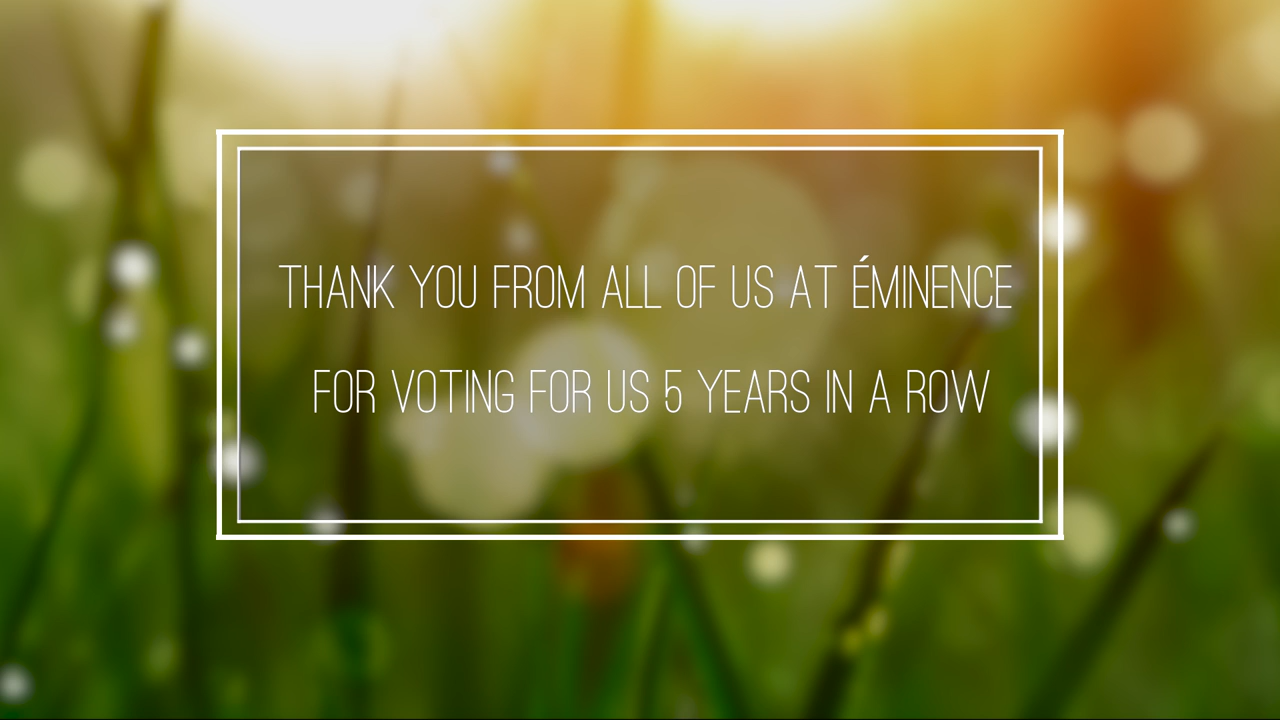 THANK YOU FROM ALL OF US AT ÉMINENCE
FOR VOTING FOR US 5 YEARS IN A ROW